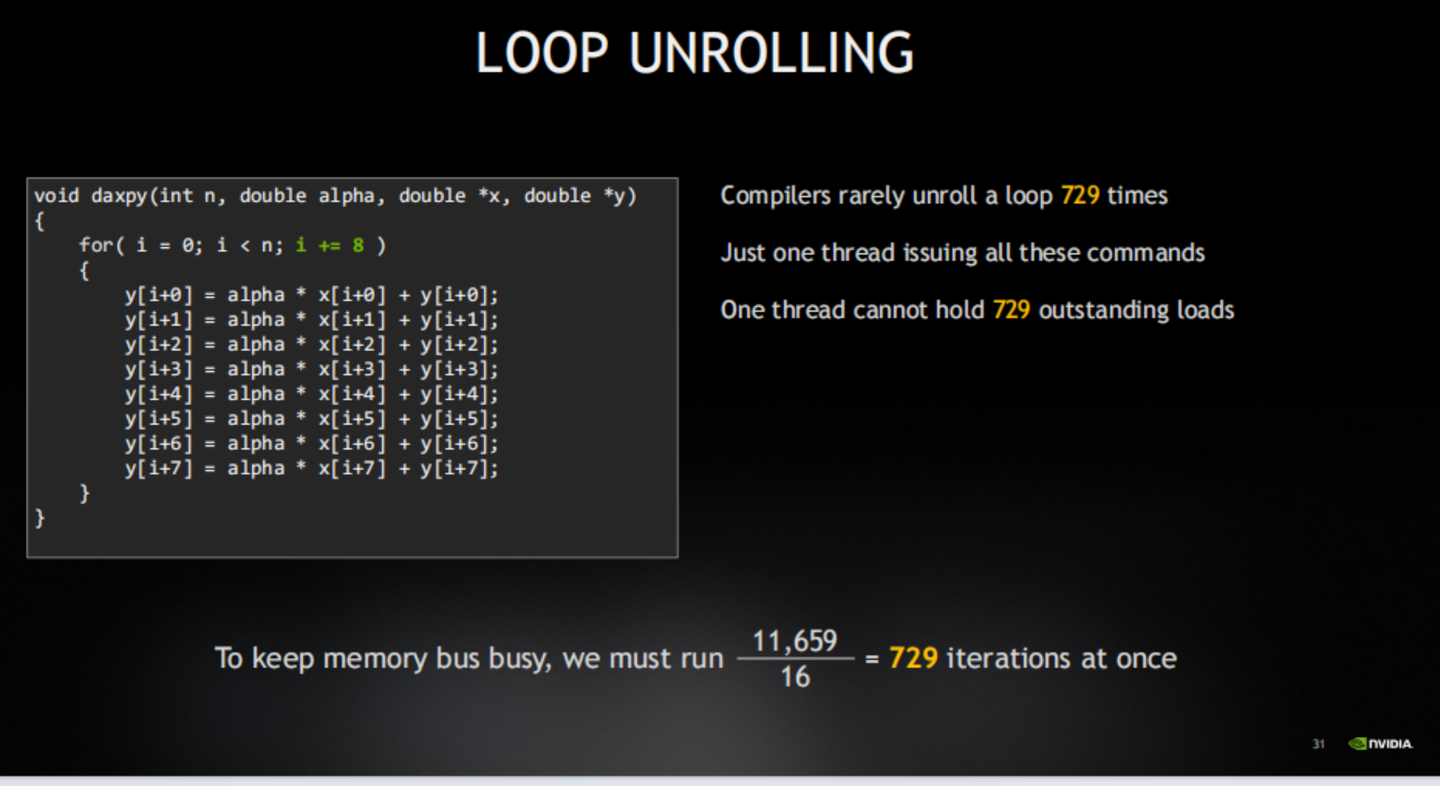 LOOP UNROLLING
void daxpy(int n, double alpha, double *x, double *y)
{
    for( i = 0; i < n; i += 8 )
    {
        y[i+0] = alpha * x[i+0] + y[i+0];
        y[i+1] = alpha * x[i+1] + y[i+1];
        y[i+2] = alpha * x[i+2] + y[i+2];
        y[i+3] = alpha * x[i+3] + y[i+3];
        y[i+4] = alpha * x[i+4] + y[i+4];
        y[i+5] = alpha * x[i+5] + y[i+5];
        y[i+6] = alpha * x[i+6] + y[i+6];
        y[i+7] = alpha * x[i+7] + y[i+7];
    }
}
Compilers rarely unroll a loop 729 times
Just one thread issuing all these commands
One thread cannot hold 729 outstanding loads
To keep memory bus busy, we must run 11,659/16 = 729 iterations at once
31 NVIDIA.